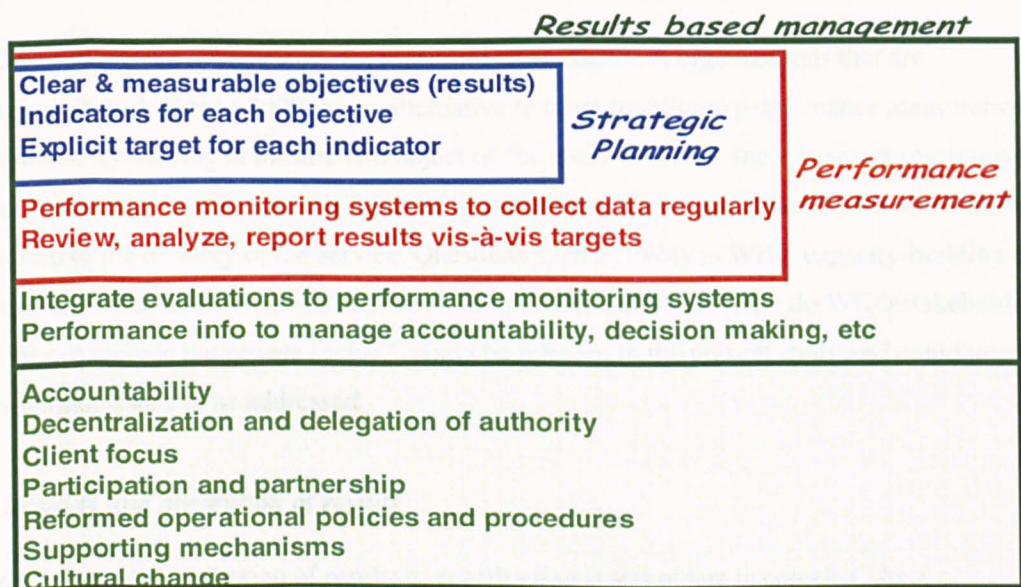 Results based management
Clear & measurable objectives (results)
Indicators for each objective
Explicit target for each indicator
Strategic
Planning
Performance
measurement
Performance monitoring systems to collect data regularly
Review, analyze, report results vis-à-vis targets
Integrate evaluations to performance monitoring systems
Performance info to manage accountability, decision making, etc
Accountability
Decentralization and delegation of authority
Client focus
Participation and partnership
Reformed operational policies and procedures
Supporting mechanisms
Cultural change